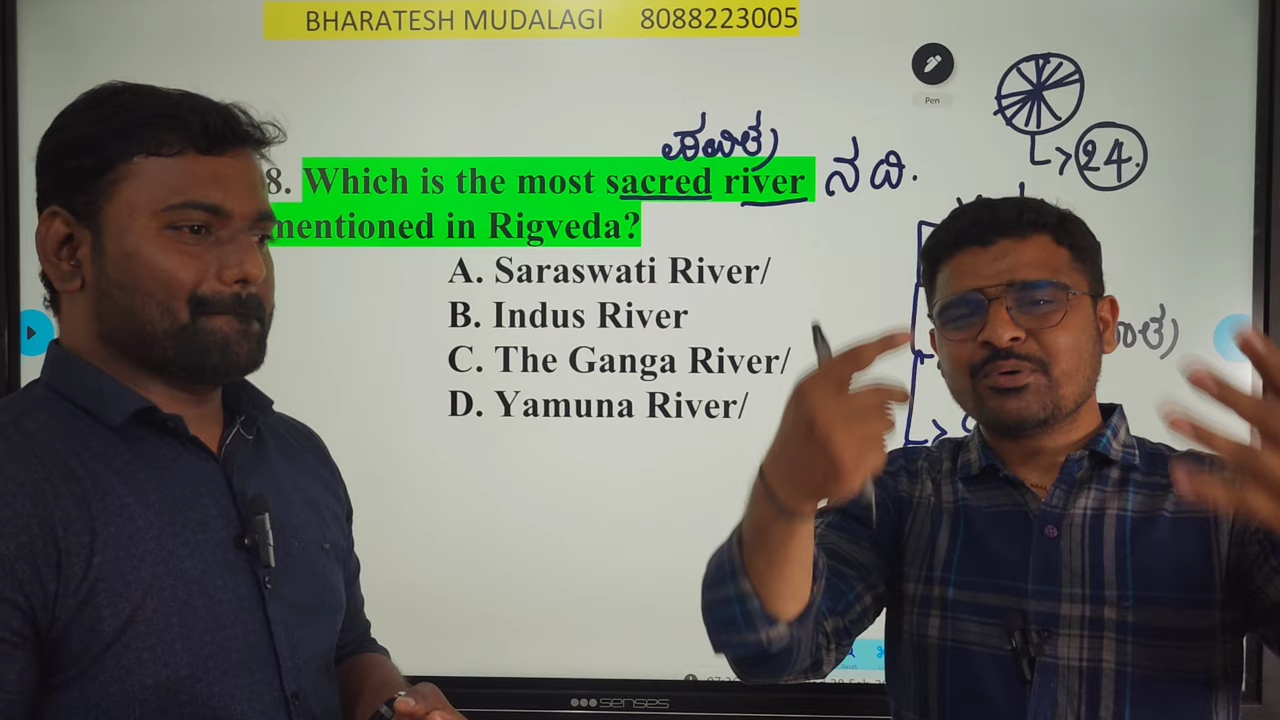 BHARATESH MUDALAGI 8088223005
Pen
24.
ಪವಿತ್ರ
8. Which is the most sacred river ನದಿ.
mentioned in Rigveda?
A. Saraswati River/
B. Indus River
C. The Ganga River/
D. Yamuna River/
senses